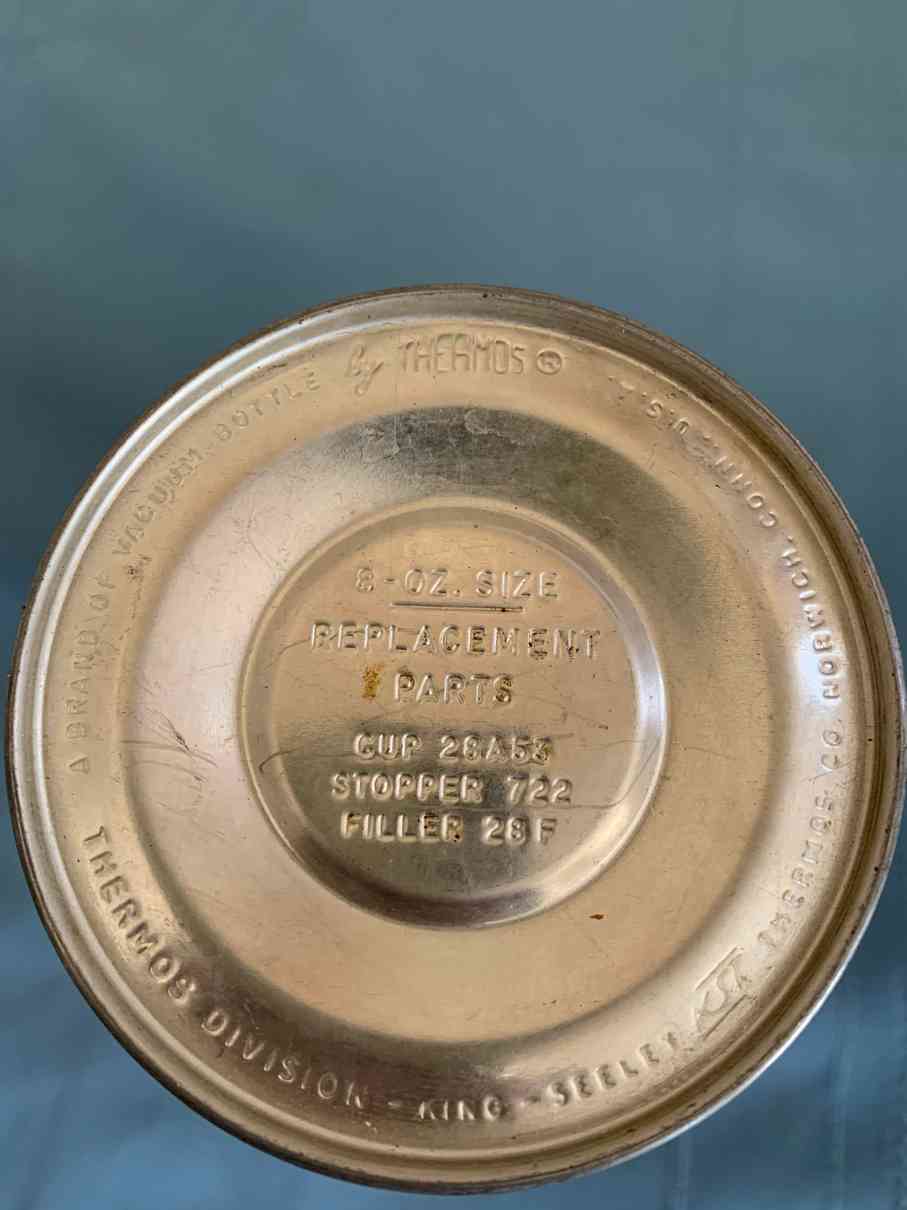 A BRAND OF VACUUM BOTTLE by THERMOS ®
THERMOS DIVISION - KING - SEELEY
THERMOS CO. NORWICH. CONN. U.S.A.
8-OZ. SIZE
REPLACEMENT
PARTS
CUP 28A53
STOPPER 722
FILLER 28F